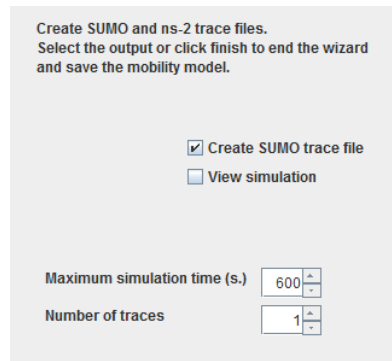 Create SUMO and ns-2 trace files.
Select the output or click finish to end the wizard
and save the mobility model.
Create SUMO trace file
View simulation
Maximum simulation time (s.) 600
Number of traces 1